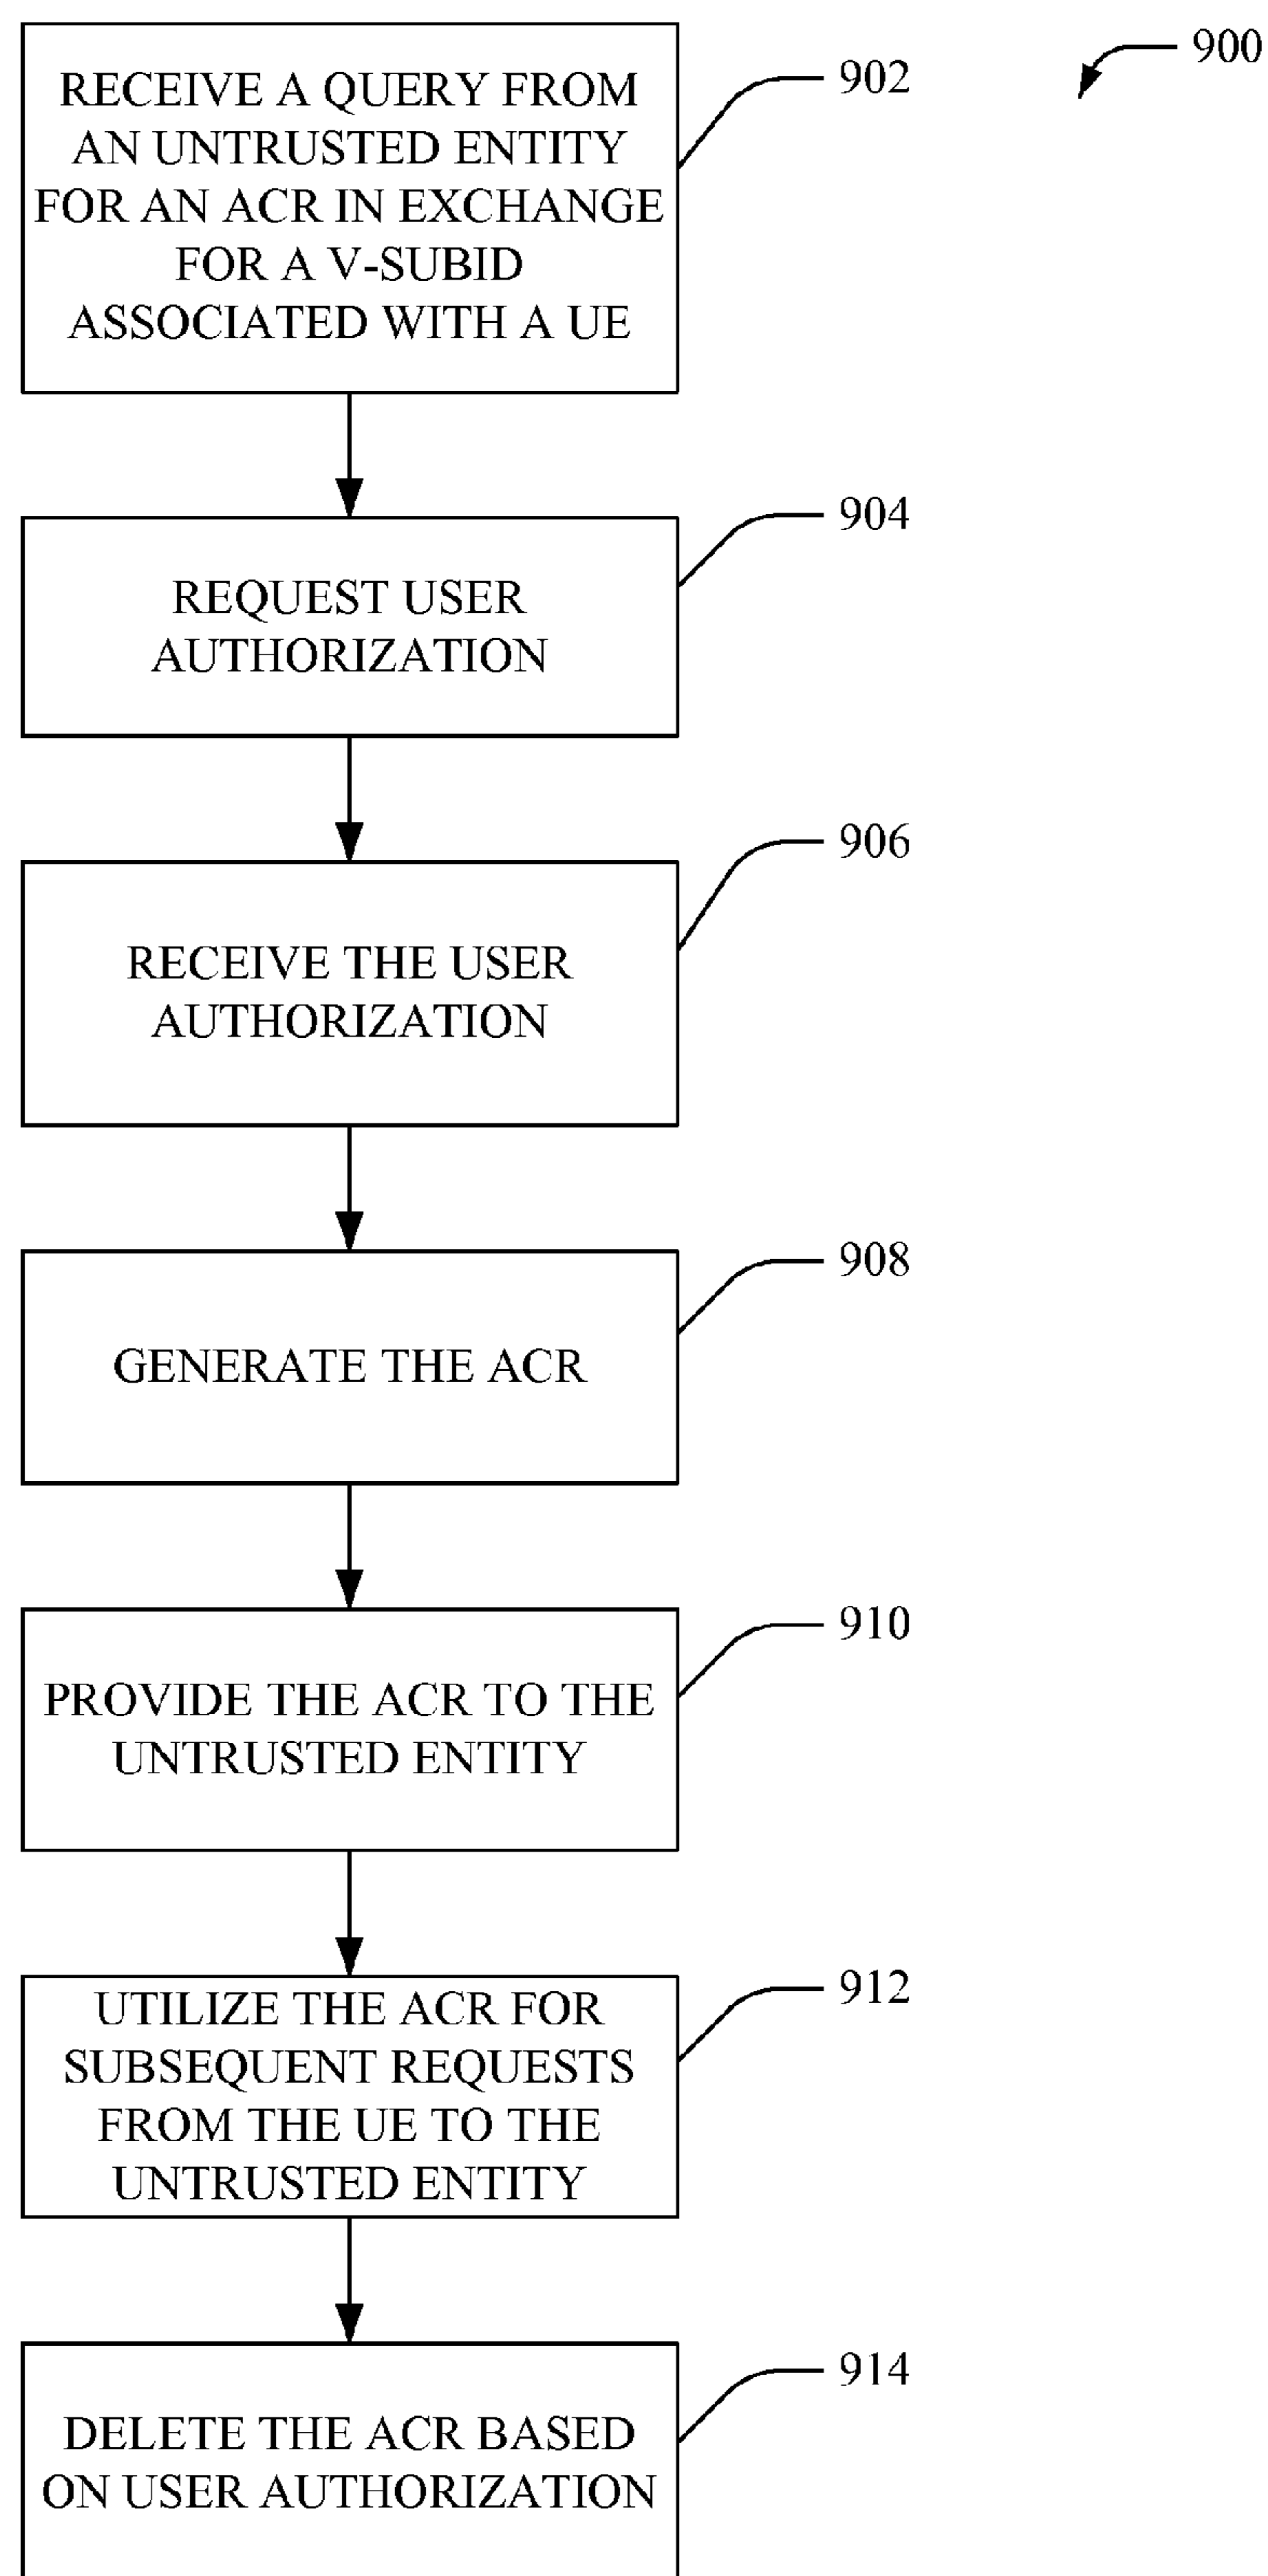 900
RECEIVE A QUERY FROM
AN UNTRUSTED ENTITY
FOR AN ACR IN EXCHANGE
FOR A V-SUBID
ASSOCIATED WITH A UE
902
REQUEST USER
AUTHORIZATION
904
RECEIVE THE USER
AUTHORIZATION
906
GENERATE THE ACR
908
PROVIDE THE ACR TO THE
UNTRUSTED ENTITY
910
UTILIZE THE ACR FOR
SUBSEQUENT REQUESTS
FROM THE UE TO THE
UNTRUSTED ENTITY
912
DELETE THE ACR BASED
ON USER AUTHORIZATION
914